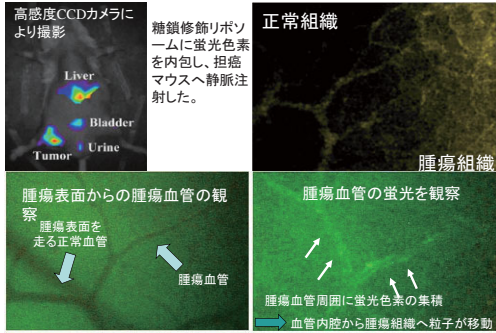 高感度CCDカメラに
より撮影
Liver
Bladder
Tumor
Urine
糖鎖修飾リポソ
ームに蛍光色素
を内包し、担癌
マウスへ静脈注
射した。
正常組織
腫瘍組織
腫瘍表面からの腫瘍血管の観
察
腫瘍表面を
走る正常血管
腫瘍血管
腫瘍血管の蛍光を観察
腫瘍血管周囲に蛍光色素の集積
血管内腔から腫瘍組織へ粒子が移動